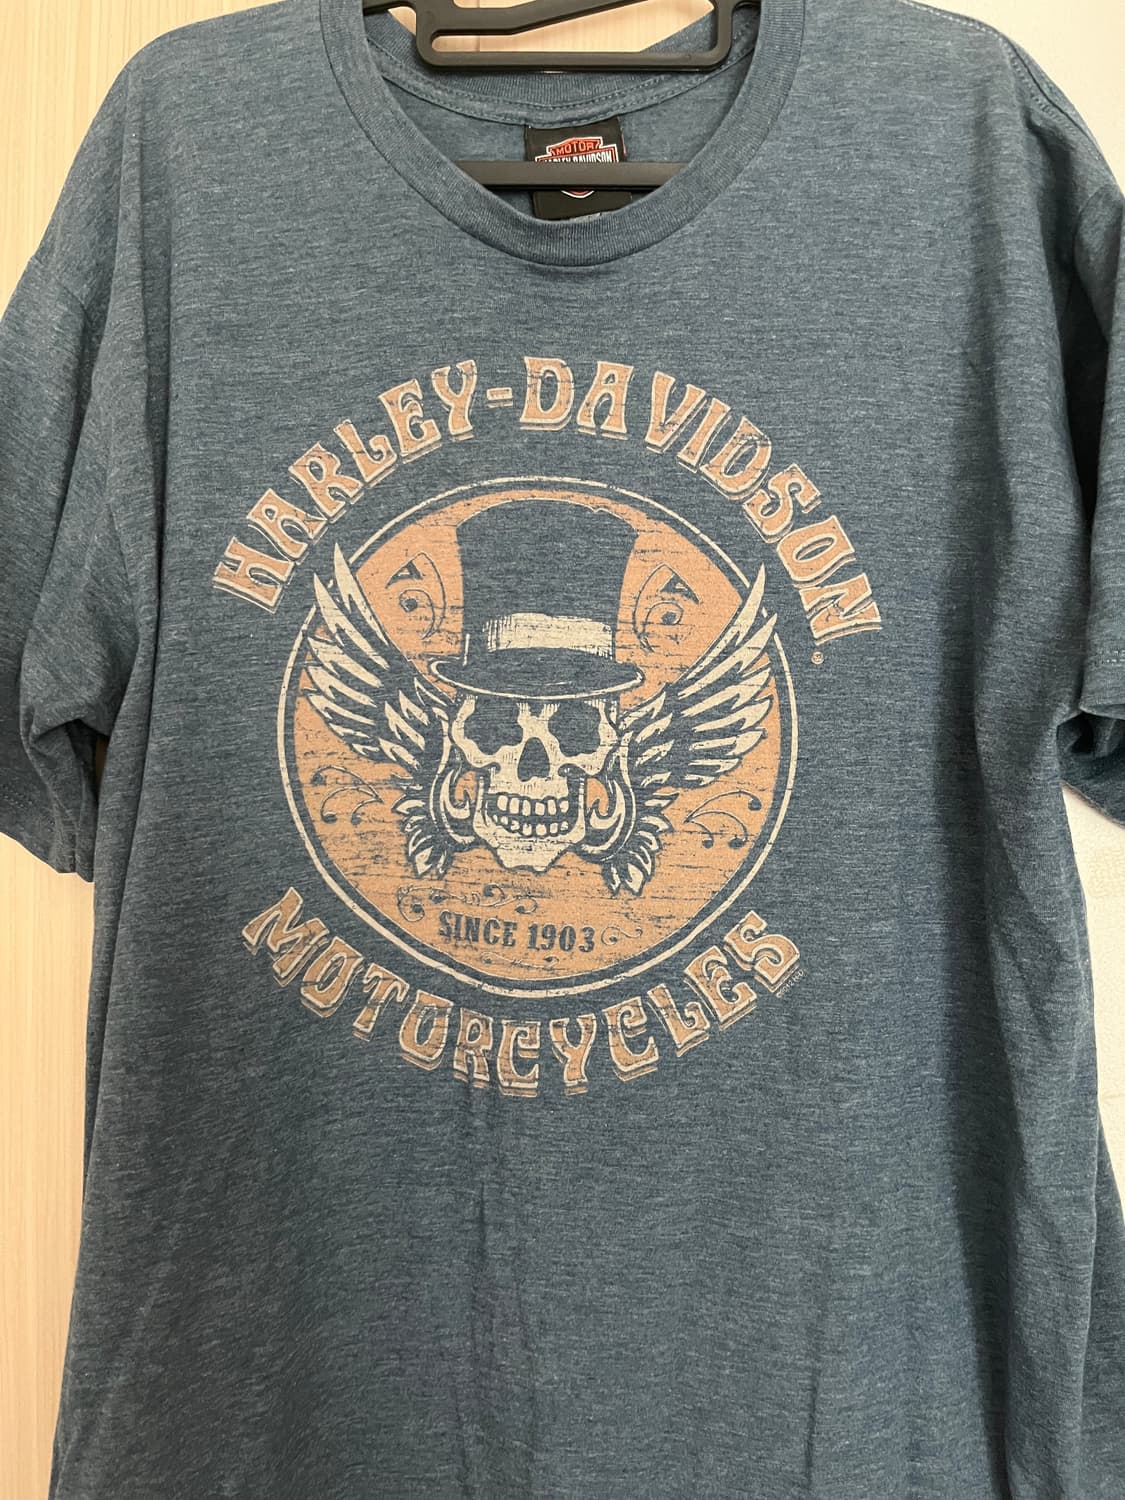 MOTOR
HARLEY-DAVIDSON
HARLEY-DAVIDSON
®
SINCE 1903
MOTORCYCLES